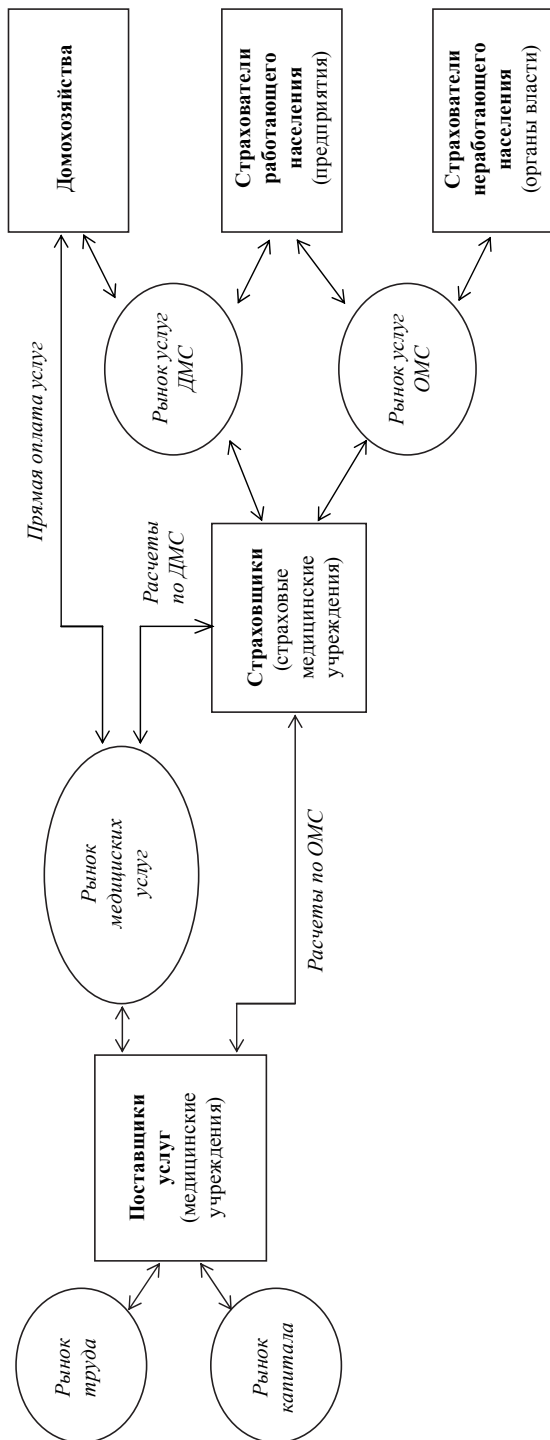 Рынок
труда
Рынок
капитала
Поставщики
услуг
(медицинские
учреждения)
Рынок
медициских
услуг
Расчеты по ОМС
Прямая оплата услуг
Расчеты
по ДМС
Страховщики
(страховые
медицинские
учреждения)
Рынок услуг
ДМС
Рынок услуг
ОМС
Домохозяйства
Страхователи
работающего
населения
(предприятия)
Страхователи
неработающего
населения
(органы власти)